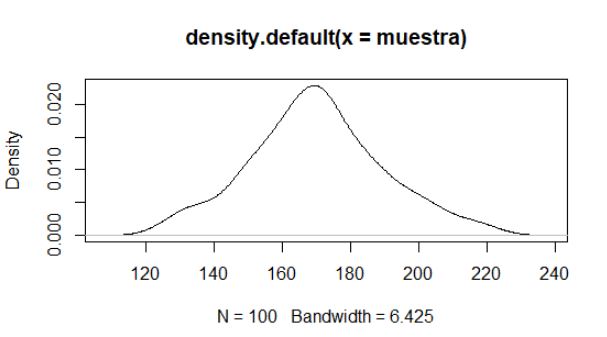 density.default(x = muestra)
Density
0.020
0.010
0.000
120 140 160 180 200 220 240
N = 100 Bandwidth = 6.425